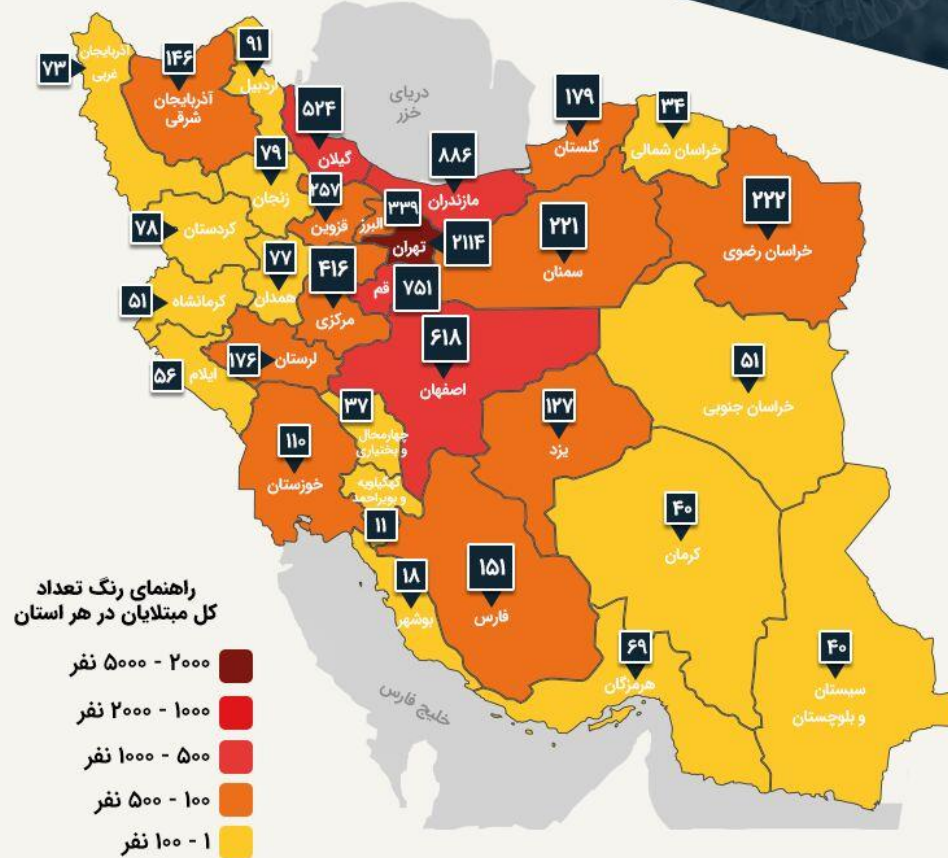 ۷۳
آذربایجان
غربی
۱۴۶
آذربایجان
شرقی
۹۱
اردبیل
۵۲۴
گیلان
دریای
خزر
۸۸۶
مازندران
۱۷۹
گلستان
۳۴
خراسان شمالی
۲۲۲
خراسان رضوی
۷۹
زنجان
۲۵۷
قزوین
۳۳۹
البرز
تهران
۲۱۱۴
۲۲۱
سمنان
۷۸
کردستان
۷۷
همدان
۴۱۶
مرکزی
قم
۷۵۱
۵۱
کرمانشاه
۶۱۸
اصفهان
۵۱
خراسان جنوبی
۵۶
ایلام
۱۷۶
لرستان
۳۷
چهارمحال
و بختیاری
۱۲۷
یزد
۱۱۰
خوزستان
کهگیلویه
و بویراحمد
۱۱
۴۰
کرمان
۱۸
بوشهر
۱۵۱
فارس
۶۹
هرمزگان
۴۰
سیستان
و بلوچستان
خلیج فارس
راهنمای رنگ تعداد
کل مبتلایان در هر استان
۲۰۰۰ - ۵۰۰۰ نفر
۱۰۰۰ - ۲۰۰۰ نفر
۵۰۰ - ۱۰۰۰ نفر
۱۰۰ - ۵۰۰ نفر
۱ - ۱۰۰ نفر